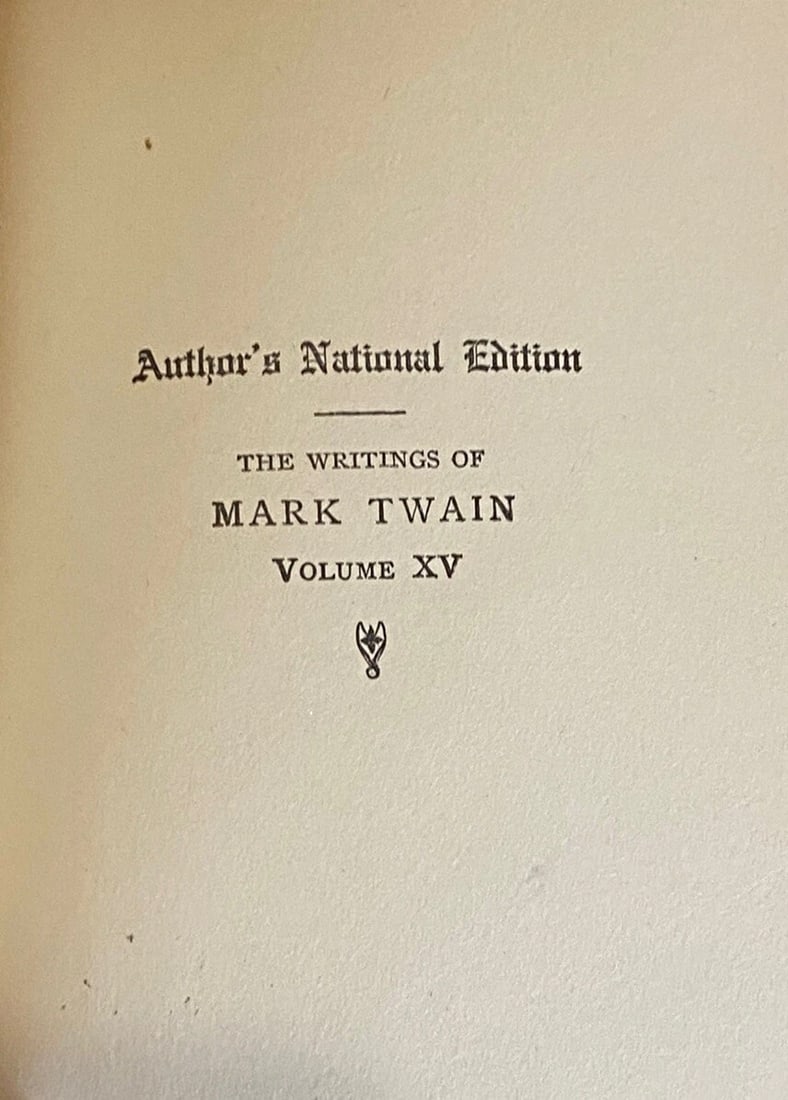 Author's National Edition
THE WRITINGS OF
MARK TWAIN
VOLUME XV